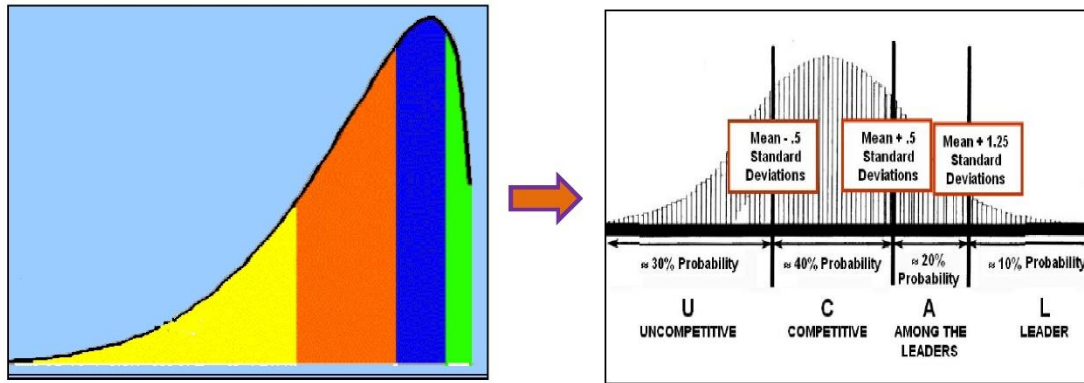 Mean - .5
Standard
Deviations
Mean + .5
Standard
Deviations
Mean + 1.25
Standard
Deviations
≈ 30% Probability
≈ 40% Probability
≈ 20%
Probability
≈ 10% Probability
U
UNCOMPETITIVE
C
COMPETITIVE
A
AMONG THE
LEADERS
L
LEADER